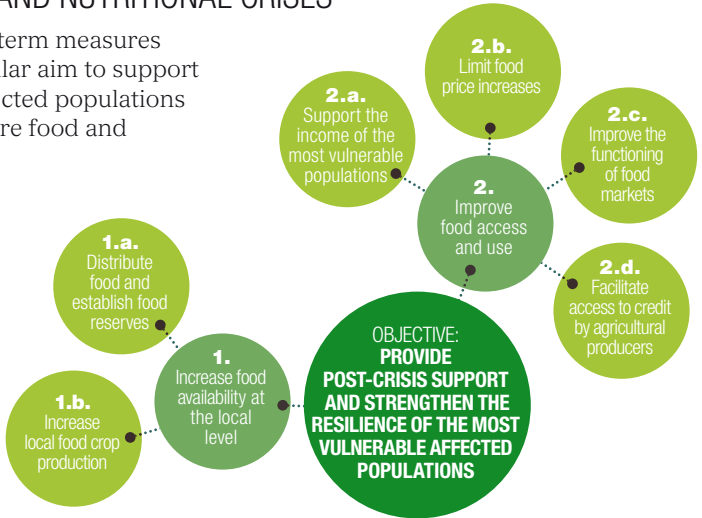 AND NUTRITIONAL CRISES
term measures
lar aim to support
cted populations
re food and
2.b.
Limit food
price increases
2.a.
Support the
income of the
most vulnerable
populations
2.c.
Improve the
functioning
of food
markets
2.
Improve
food access
and use
2.d.
Facilitate
access to credit
by agricultural
producers
1.a.
Distribute
food and
establish food
reserves
1.
Increase food
availability at
the local
level
1.b.
Increase
local food crop
production
OBJECTIVE:
PROVIDE
POST-CRISIS SUPPORT
AND STRENGTHEN THE
RESILIENCE OF THE MOST
VULNERABLE AFFECTED
POPULATIONS